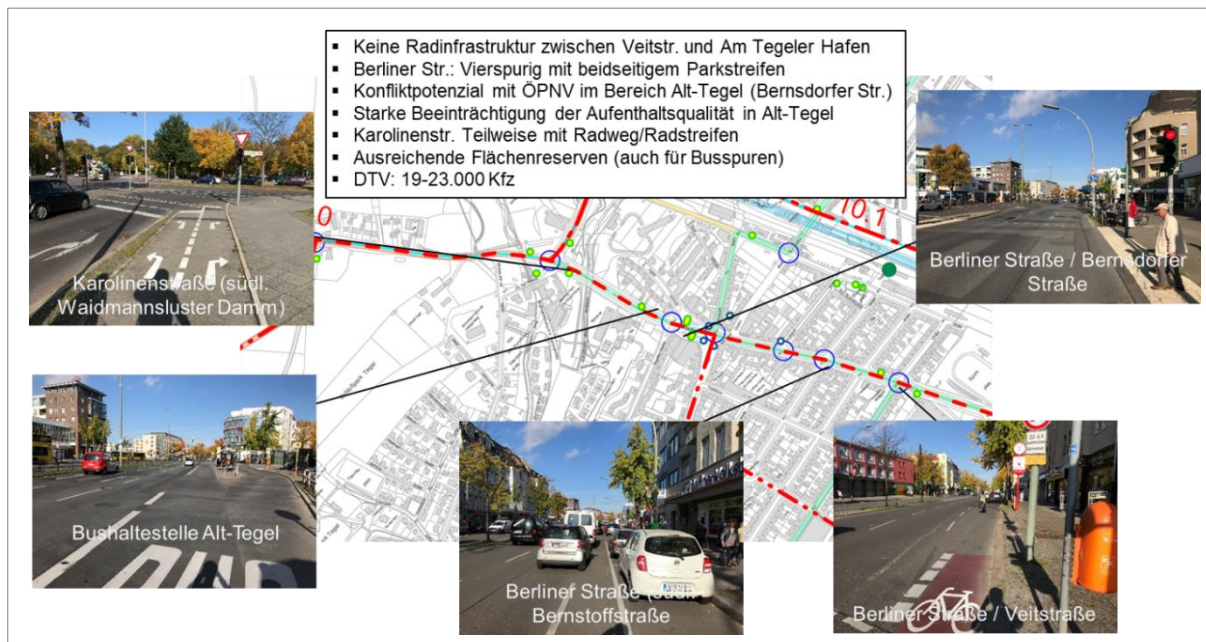 Keine Radinfrastruktur zwischen Veitstr. und Am Tegeler Hafen
Berliner Str.: Vierspurig mit beidseitigem Parkstreifen
Konfliktpotenzial mit ÖPNV im Bereich Alt-Tegel (Bernsdorfer Str.)
Starke Beeinträchtigung der Aufenthaltsqualität in Alt-Tegel
Karolinenstr. Teilweise mit Radweg/Radstreifen
Ausreichende Flächenreserven (auch für Busspuren)
DTV: 19-23.000 Kfz
10.1
Karolinenstraße (südl.
Waidmannsluster Damm)
Berliner Straße / Bernsdorfer
Straße
Bushaltestelle Alt-Tegel
BUS
Berliner Straße (südl.
Bernstoffstraße
Berliner Straße / Veitstraße